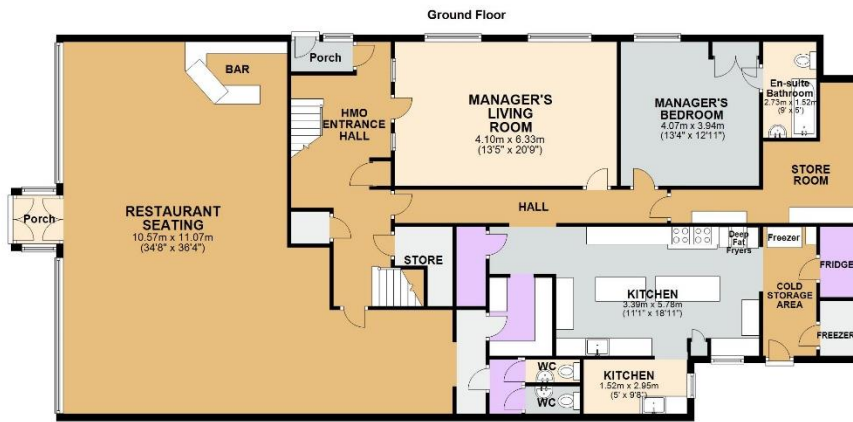 Ground Floor
BAR
Porch
HMO
ENTRANCE
HALL
MANAGER'S
LIVING
ROOM
4.10m x 6.33m
(13'5" x 20'9")
MANAGER'S
BEDROOM
4.07m x 3.94m
(13'4" x 12'11")
En-suite
Bathroom
2.73m x 1.52m
(9' x 5')
STORE
ROOM
Porch
RESTAURANT
SEATING
10.57m x 11.07m
(34'8" x 36'4")
HALL
STORE
Deep
Fat
Fryers
Freezer
FRIDGE
KITCHEN
3.39m x 5.78m
(11'1" x 18'11")
COLD
STORAGE
AREA
FREEZER
WC
WC
KITCHEN
1.52m x 2.95m
(5' x 9'8")